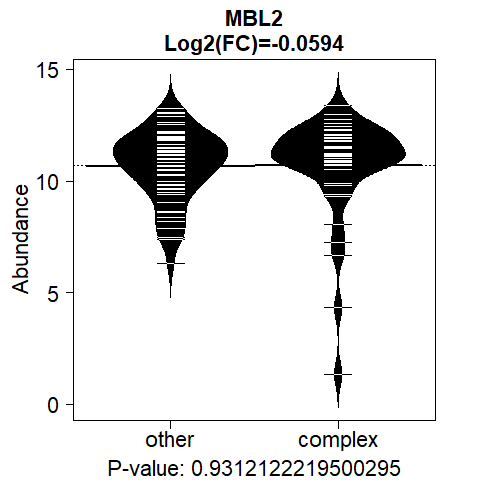 MBL2
Log2(FC)=-0.0594
15
10
5
0
Abundance
other complex
P-value: 0.9312122219500295